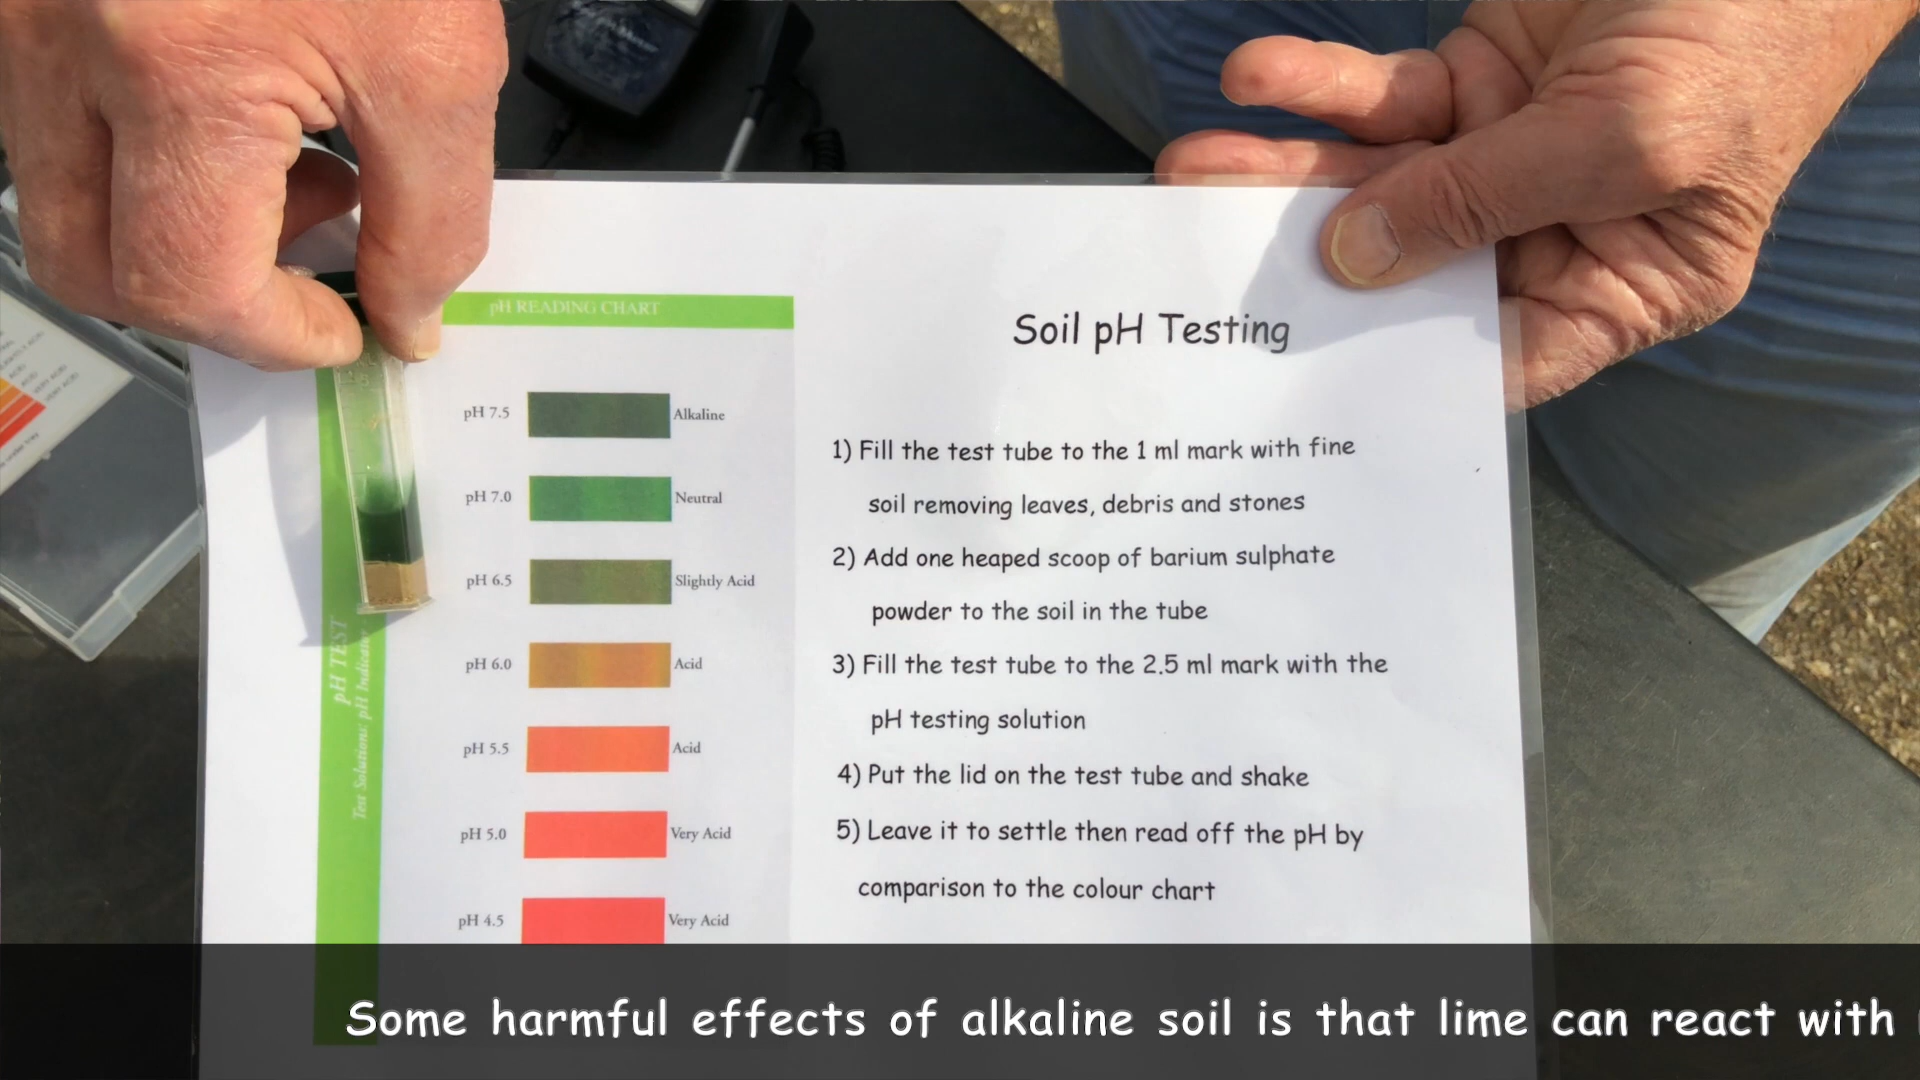 pH READING CHART
pH 7.5 Alkaline
pH 7.0 Neutral
pH 6.5 Slightly Acid
pH 6.0 Acid
pH 5.5 Acid
pH 5.0 Very Acid
pH 4.5 Very Acid
pH TEST
Test Solutions: pH Indicator
Soil pH Testing
1) Fill the test tube to the 1 ml mark with fine
soil removing leaves, debris and stones
2) Add one heaped scoop of barium sulphate
powder to the soil in the tube
3) Fill the test tube to the 2.5 ml mark with the
pH testing solution
4) Put the lid on the test tube and shake
5) Leave it to settle then read off the pH by
comparison to the colour chart
Some harmful effects of alkaline soil is that lime can react with